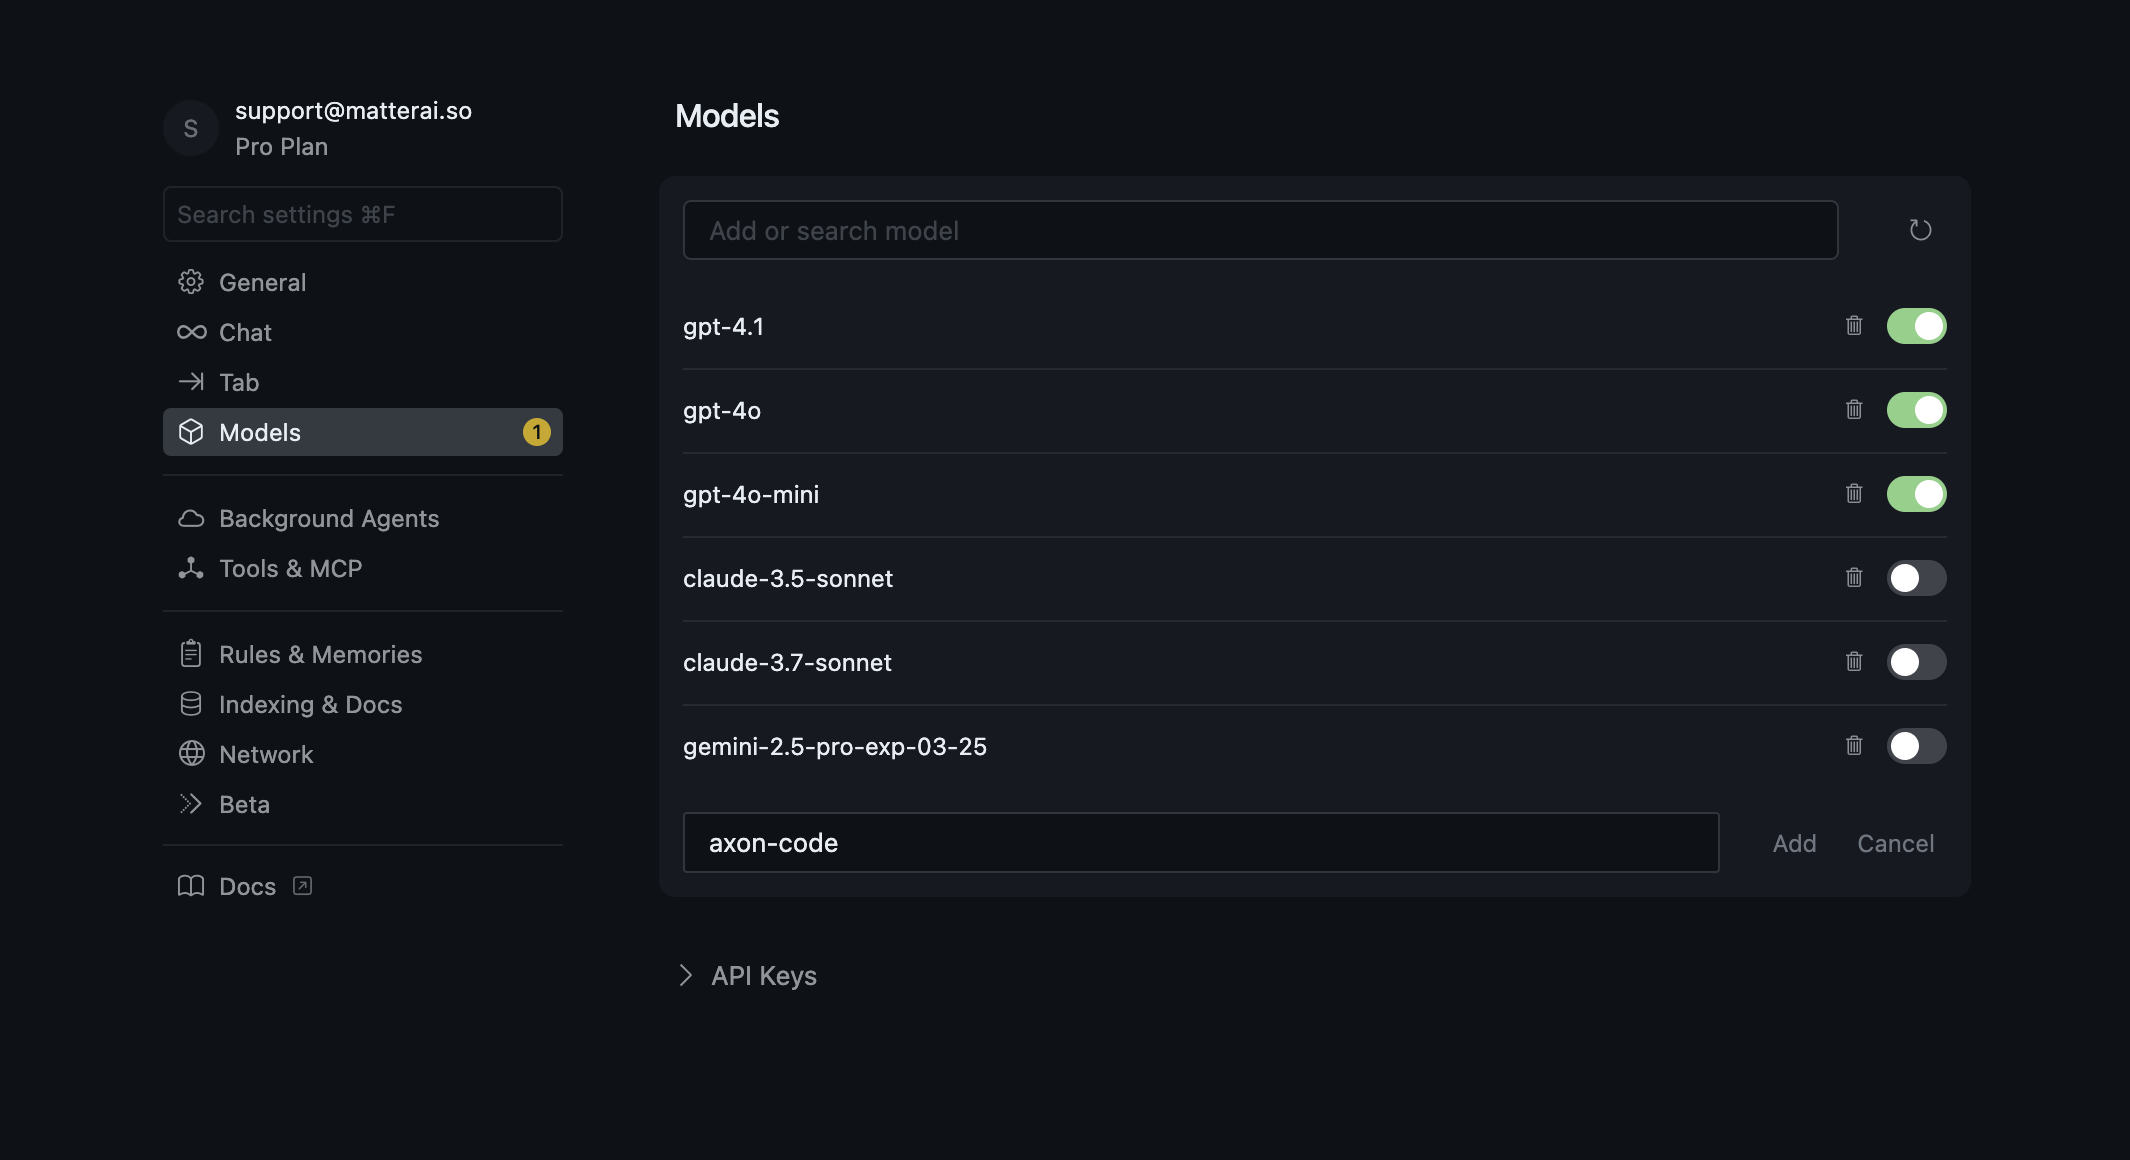 S
support@matterai.so
Pro Plan
Search settings ⌘F
General
Chat
Tab
Models 1
Background Agents
Tools & MCP
Rules & Memories
Indexing & Docs
Network
Beta
Docs
Models
Add or search model
gpt-4.1
gpt-4o
gpt-4o-mini
claude-3.5-sonnet
claude-3.7-sonnet
gemini-2.5-pro-exp-03-25
axon-code Add Cancel
API Keys